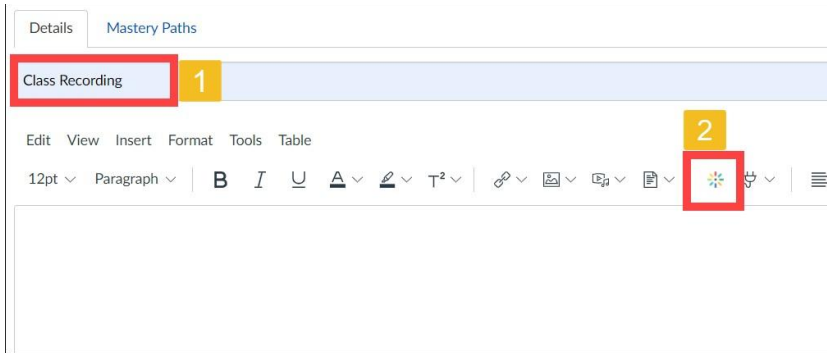 Details Mastery Paths
Class Recording 1
Edit View Insert Format Tools Table
2
12pt Paragraph B I U A T²